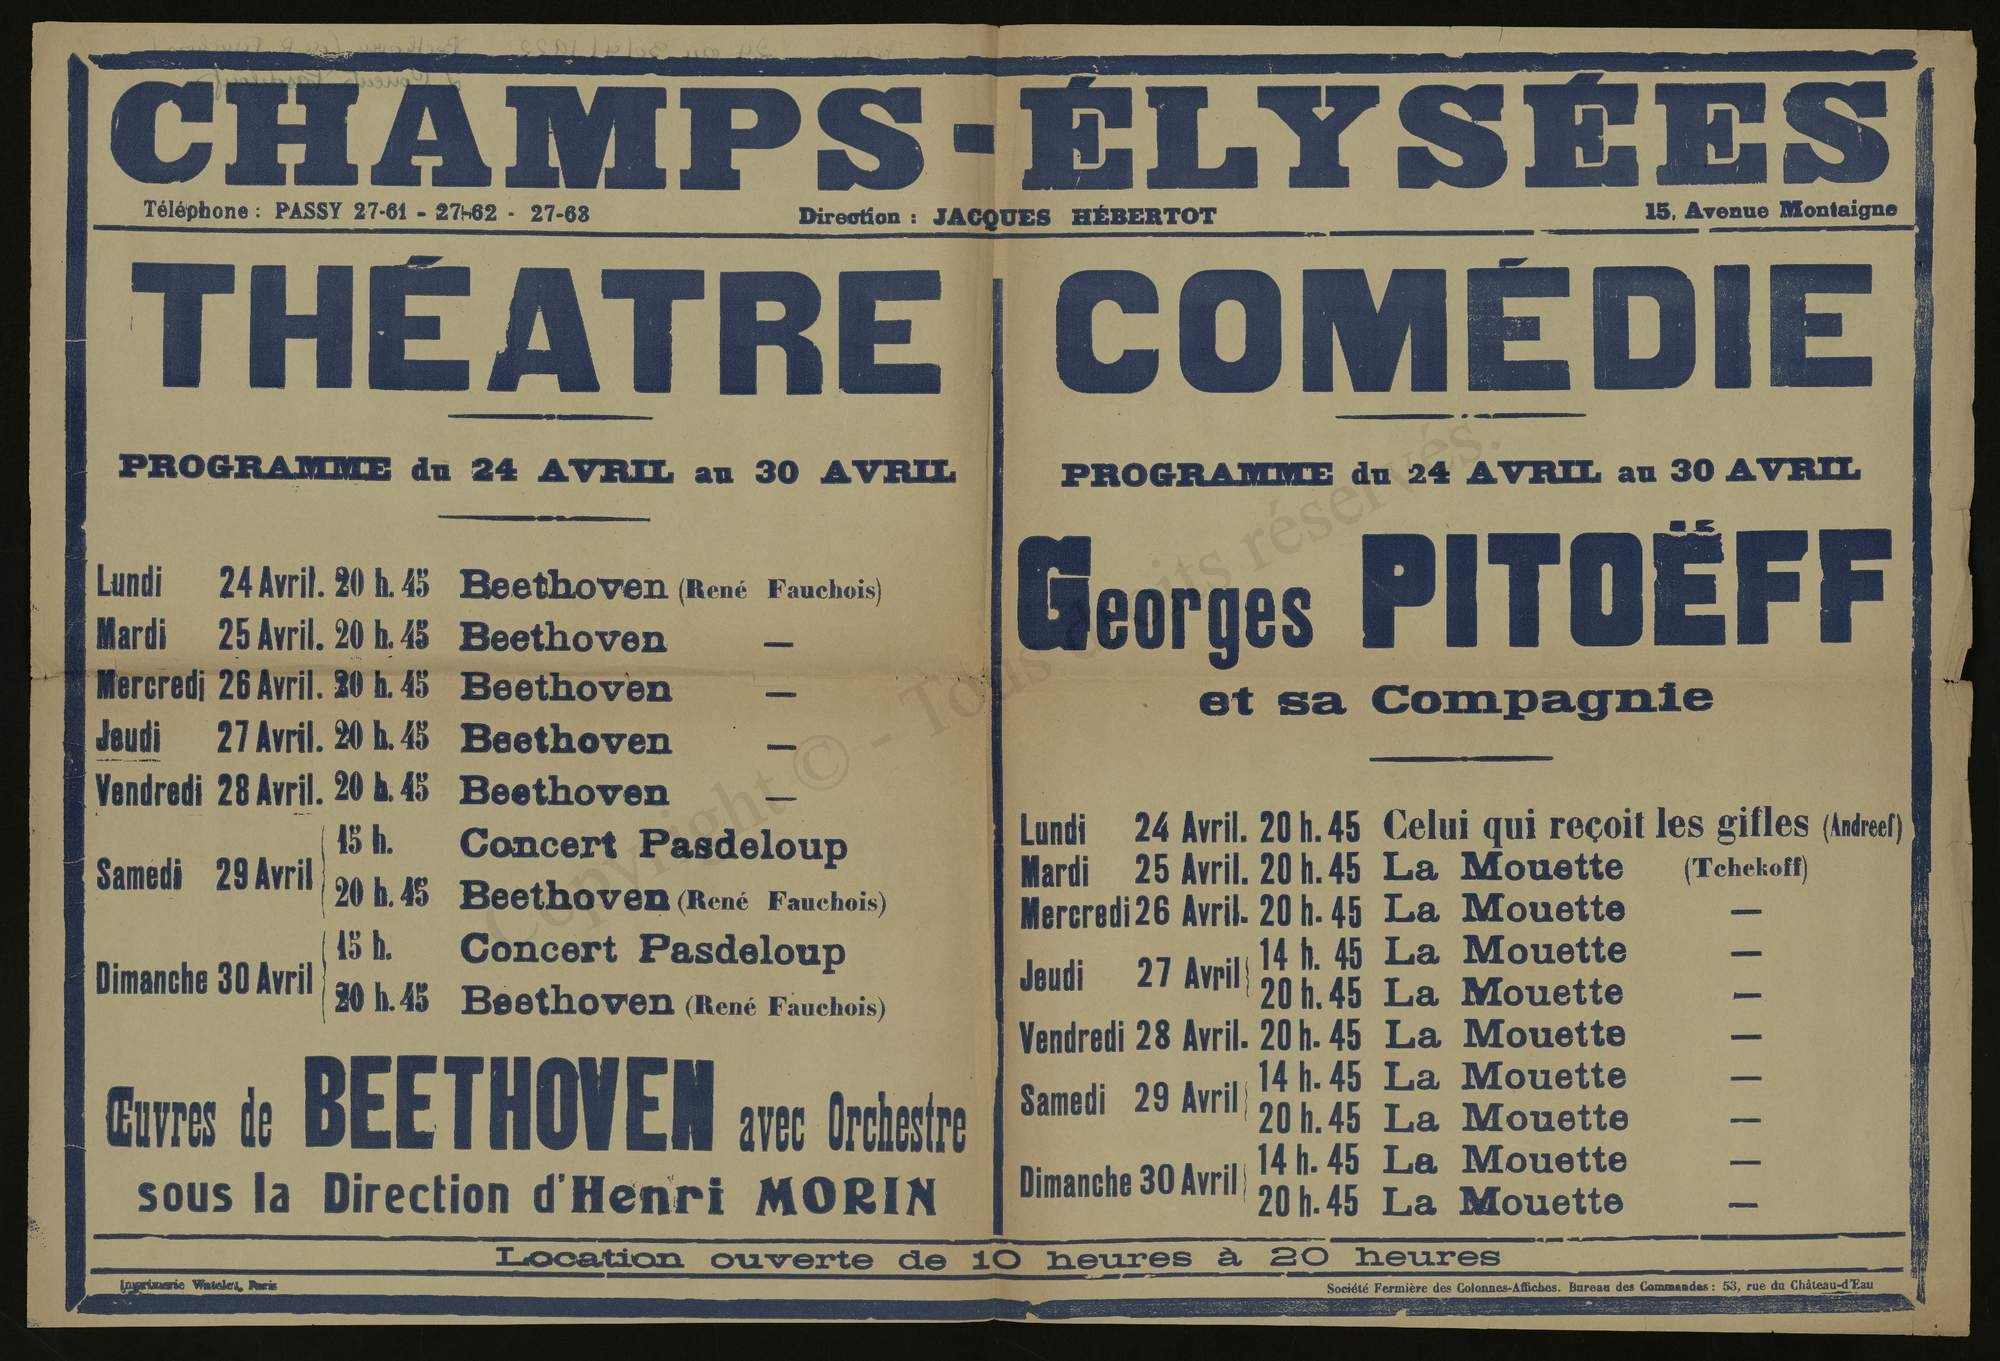 CHAMPS-ÉLYSÉES
Téléphone : PASSY 27-61 - 27-62 - 27-63
Direction : JACQUES HÉBERTOT
15, Avenue Montaigne
THÉATRE
PROGRAMME du 24 AVRIL au 30 AVRIL
Lundi 24 Avril. 20 h. 45 Beethoven (René Fauchois)
Mardi 25 Avril. 20 h. 45 Beethoven —
Mercredi 26 Avril. 20 h. 45 Beethoven —
Jeudi 27 Avril. 20 h. 45 Beethoven —
Vendredi 28 Avril. 20 h. 45 Beethoven —
Samedi 29 Avril
15 h. Concert Pasdeloup
20 h. 45 Beethoven (René Fauchois)
Dimanche 30 Avril
15 h. Concert Pasdeloup
20 h. 45 Beethoven (René Fauchois)
Œuvres de BEETHOVEN avec Orchestre
sous la Direction d'Henri MORIN
COMÉDIE
PROGRAMME du 24 AVRIL au 30 AVRIL
Georges PITOËFF
et sa Compagnie
Lundi 24 Avril. 20 h. 45 Celui qui reçoit les gifles (Andreef)
Mardi 25 Avril. 20 h. 45 La Mouette (Tchekoff)
Mercredi 26 Avril. 20 h. 45 La Mouette —
Jeudi 27 Avril
14 h. 45 La Mouette —
20 h. 45 La Mouette —
Vendredi 28 Avril. 20 h. 45 La Mouette —
Samedi 29 Avril
14 h. 45 La Mouette —
20 h. 45 La Mouette —
Dimanche 30 Avril
14 h. 45 La Mouette —
20 h. 45 La Mouette —
Location ouverte de 10 heures à 20 heures
Imprimerie Watelet, Paris
Société Fermière des Colonnes-Affiches. Bureau des Commandes : 53, rue du Château-d'Eau
Copyright © - Tous droits réservés.